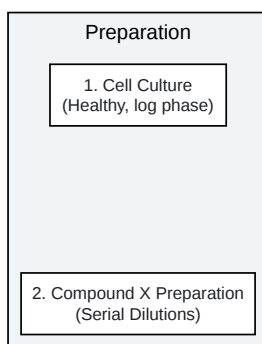 Preparation
1. Cell Culture
(Healthy, log phase)
2. Compound X Preparation
(Serial Dilutions)